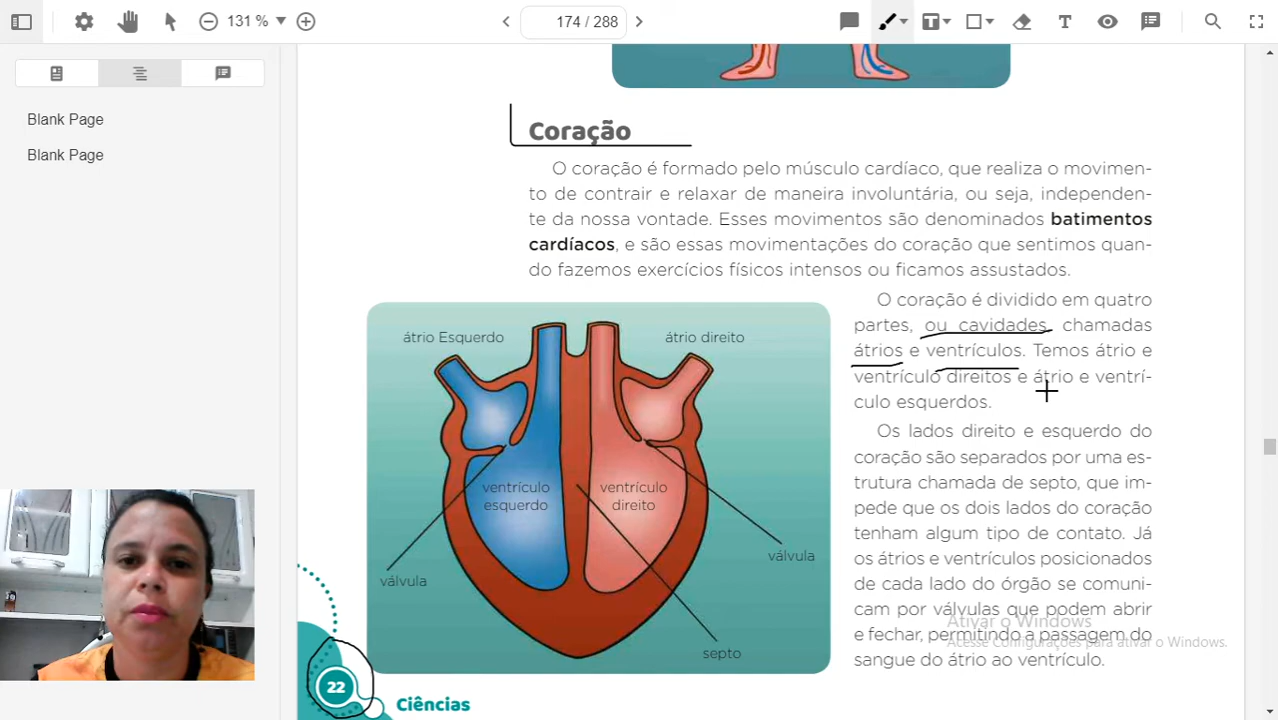 131 %
174 / 288
T
T
Blank Page
Blank Page
Coração
O coração é formado pelo músculo cardíaco, que realiza o movimen-
to de contrair e relaxar de maneira involuntária, ou seja, independen-
te da nossa vontade. Esses movimentos são denominados batimentos
cardíacos, e são essas movimentações do coração que sentimos quan-
do fazemos exercícios físicos intensos ou ficamos assustados.
O coração é dividido em quatro
partes, ou cavidades, chamadas
átrios e ventrículos. Temos átrio e
ventrículo direitos e átrio e ventrí-
culo esquerdos.
Os lados direito e esquerdo do
coração são separados por uma es-
trutura chamada de septo, que im-
pede que os dois lados do coração
tenham algum tipo de contato. Já
os átrios e ventrículos posicionados
de cada lado do órgão se comuni-
cam por válvulas que podem abrir
e fechar, permitindo a passagem do
sangue do átrio ao ventrículo.
átrio Esquerdo
átrio direito
ventrículo
esquerdo
ventrículo
direito
válvula
válvula
septo
Ativar o Windows
Acesse Configurações para ativar o Windows.
22
Ciências